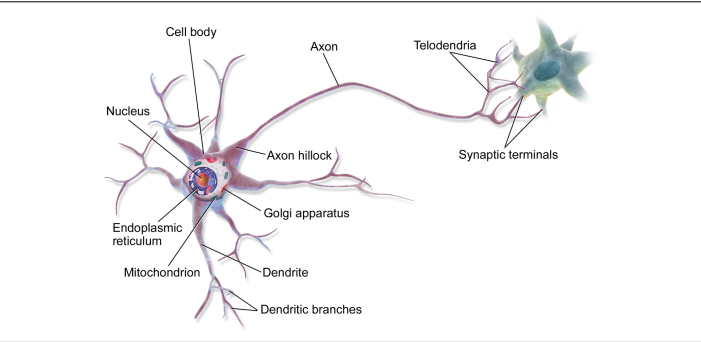 Cell body
Axon
Telodendria
Nucleus
Axon hillock
Synaptic terminals
Golgi apparatus
Endoplasmic
reticulum
Mitochondrion
Dendrite
Dendritic branches